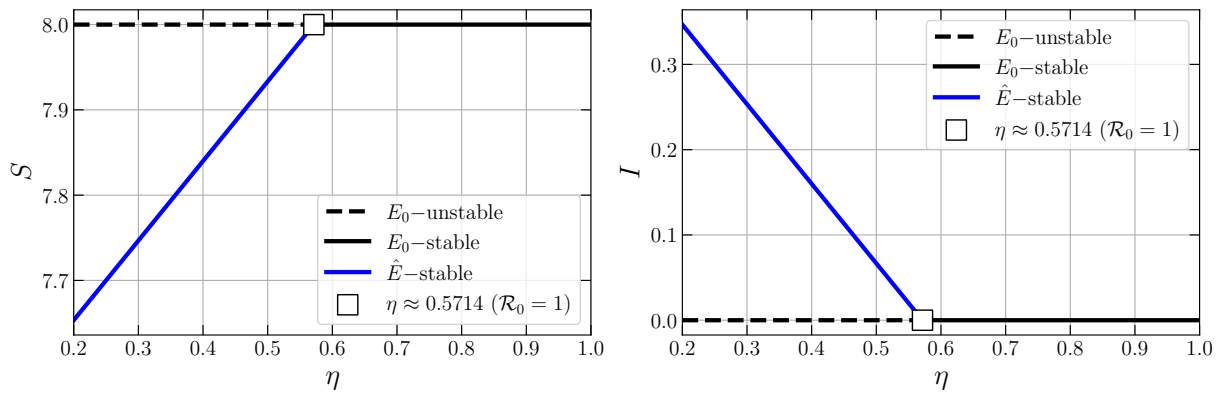 8.0
7.9
7.8
7.7
S
0.2 0.3 0.4 0.5 0.6 0.7 0.8 0.9 1.0
η
E₀−unstable
E₀−stable
Ê−stable
η ≈ 0.5714 (ℛ₀ = 1)
0.3
0.2
0.1
0.0
I
0.2 0.3 0.4 0.5 0.6 0.7 0.8 0.9 1.0
η
E₀−unstable
E₀−stable
Ê−stable
η ≈ 0.5714 (ℛ₀ = 1)